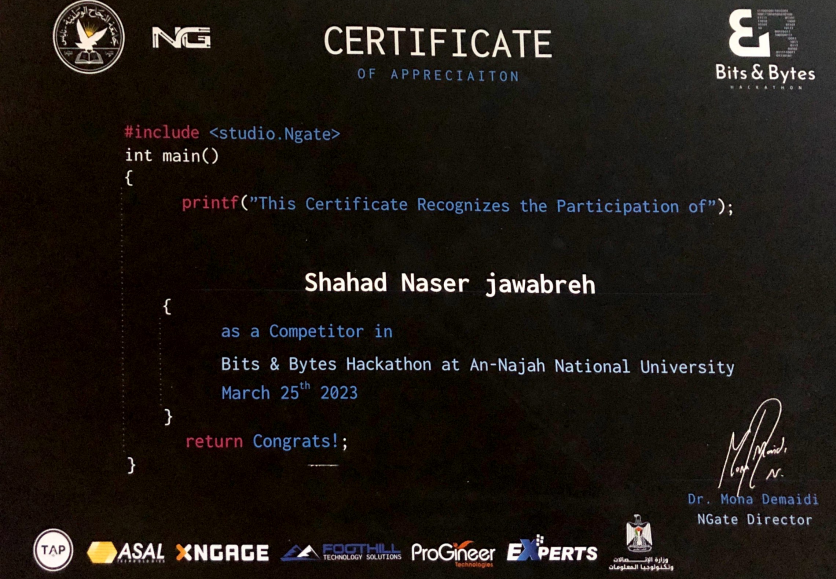 NG
CERTIFICATE
OF APPRECIAITON
Bits & Bytes
HACKATHON
#include <studio.Ngate>
int main()
{
printf("This Certificate Recognizes the Participation of");
Shahad Naser jawabreh
{
as a Competitor in
Bits & Bytes Hackathon at An-Najah National University
March 25th 2023
}
return Congrats!;
}
Dr. Mona Demaidi
NGate Director
TAP
ASAL
TECHNOLOGIES
XNGAGE
FOOTHILL
TECHNOLOGY SOLUTIONS
ProGineer
Technologies
EXPERTS
وزارة الاتصالات
وتكنولوجيا المعلومات